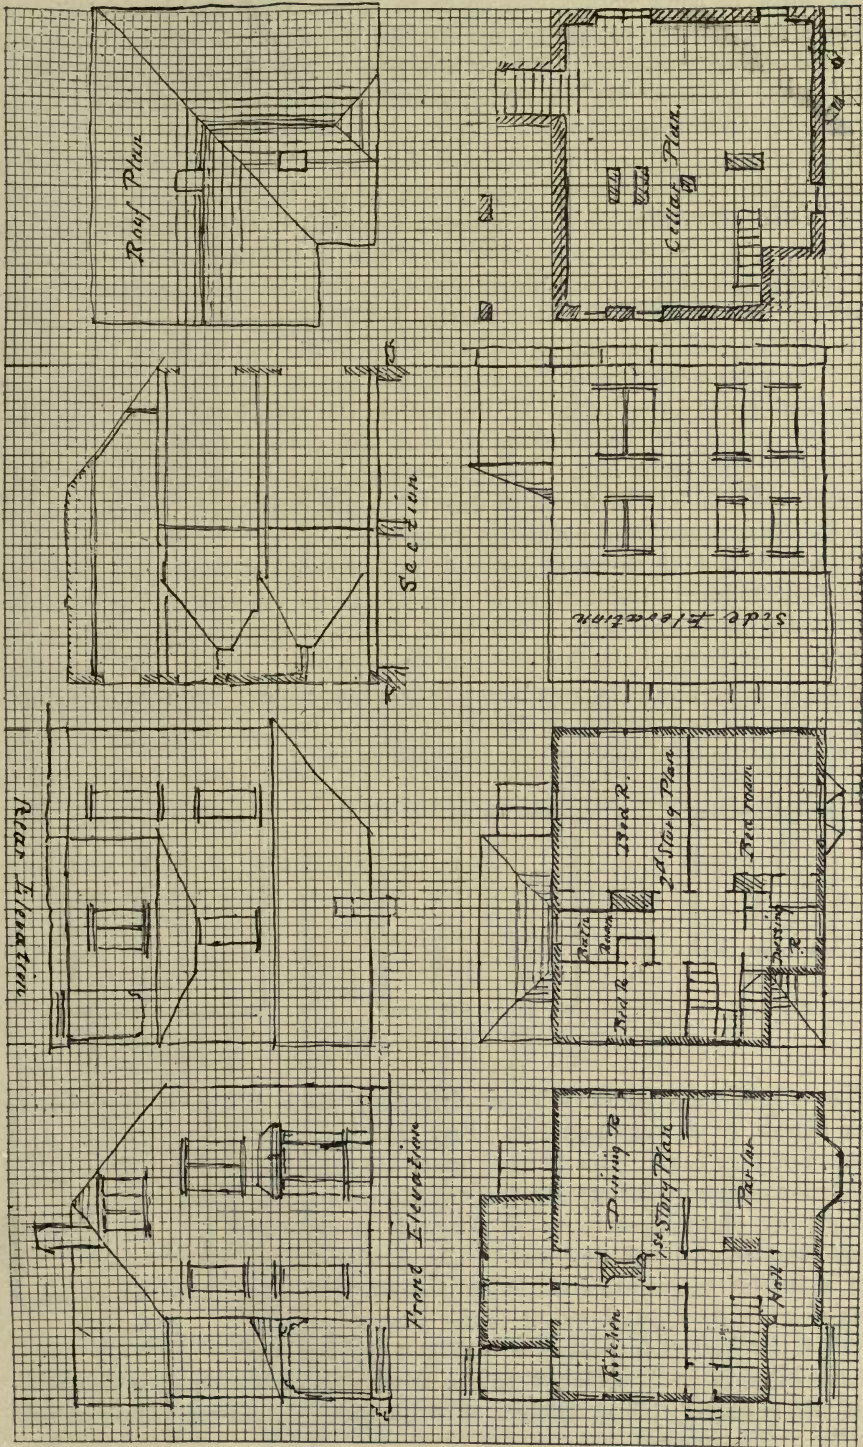 Roof Plan
Cellar Plan.
Section
Side Elevation
Rear Elevation
Bed R.
2d Story Plan
Bed room
Bath
Room
Bed R
Dressing
R
Front Elevation
Dining R
1st Story Plan
Parlor
Kitchen
Hall